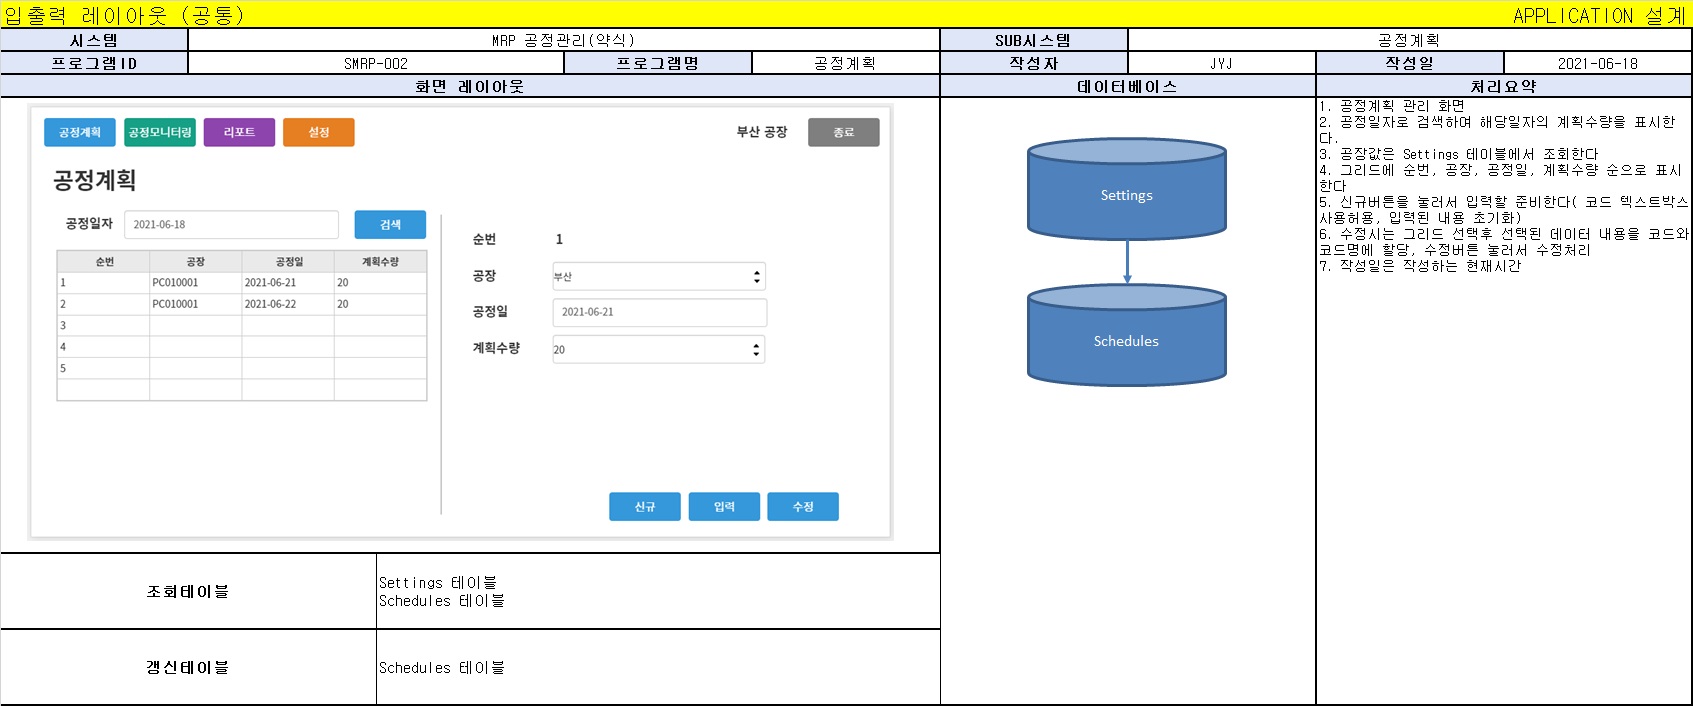 입출력 레이아웃 (공통) APPLICATION 설계
시스템 MRP 공정관리(약식) SUB시스템 공정계획
프로그램ID SMRP-002 프로그램명 공정계획 작성자 JYJ 작성일 2021-06-18
화면 레이아웃 데이터베이스 처리요약
공정계획 공정모니터링 리포트 설정 부산 공장 종료
공정계획
공정일자 2021-06-18 검색
순번 공장 공정일 계획수량
1 PC010001 2021-06-21 20
2 PC010001 2021-06-22 20
3
4
5
순번 1
공장 부산
공정일 2021-06-21
계획수량 20
신규 입력 수정
Settings
Schedules
1. 공정계획 관리 화면
2. 공정일자로 검색하여 해당일자의 계획수량을 표시한
다.
3. 공장값은 Settings 테이블에서 조회한다
4. 그리드에 순번, 공장, 공정일, 계획수량 순으로 표시
한다
5. 신규버튼을 눌러서 입력할 준비한다( 코드 텍스트박스
사용허용, 입력된 내용 초기화)
6. 수정시는 그리드 선택후 선택된 데이터 내용을 코드와
코드명에 할당, 수정버튼 눌러서 수정처리
7. 작성일은 작성하는 현재시간
조회테이블
Settings 테이블
Schedules 테이블
갱신테이블
Schedules 테이블